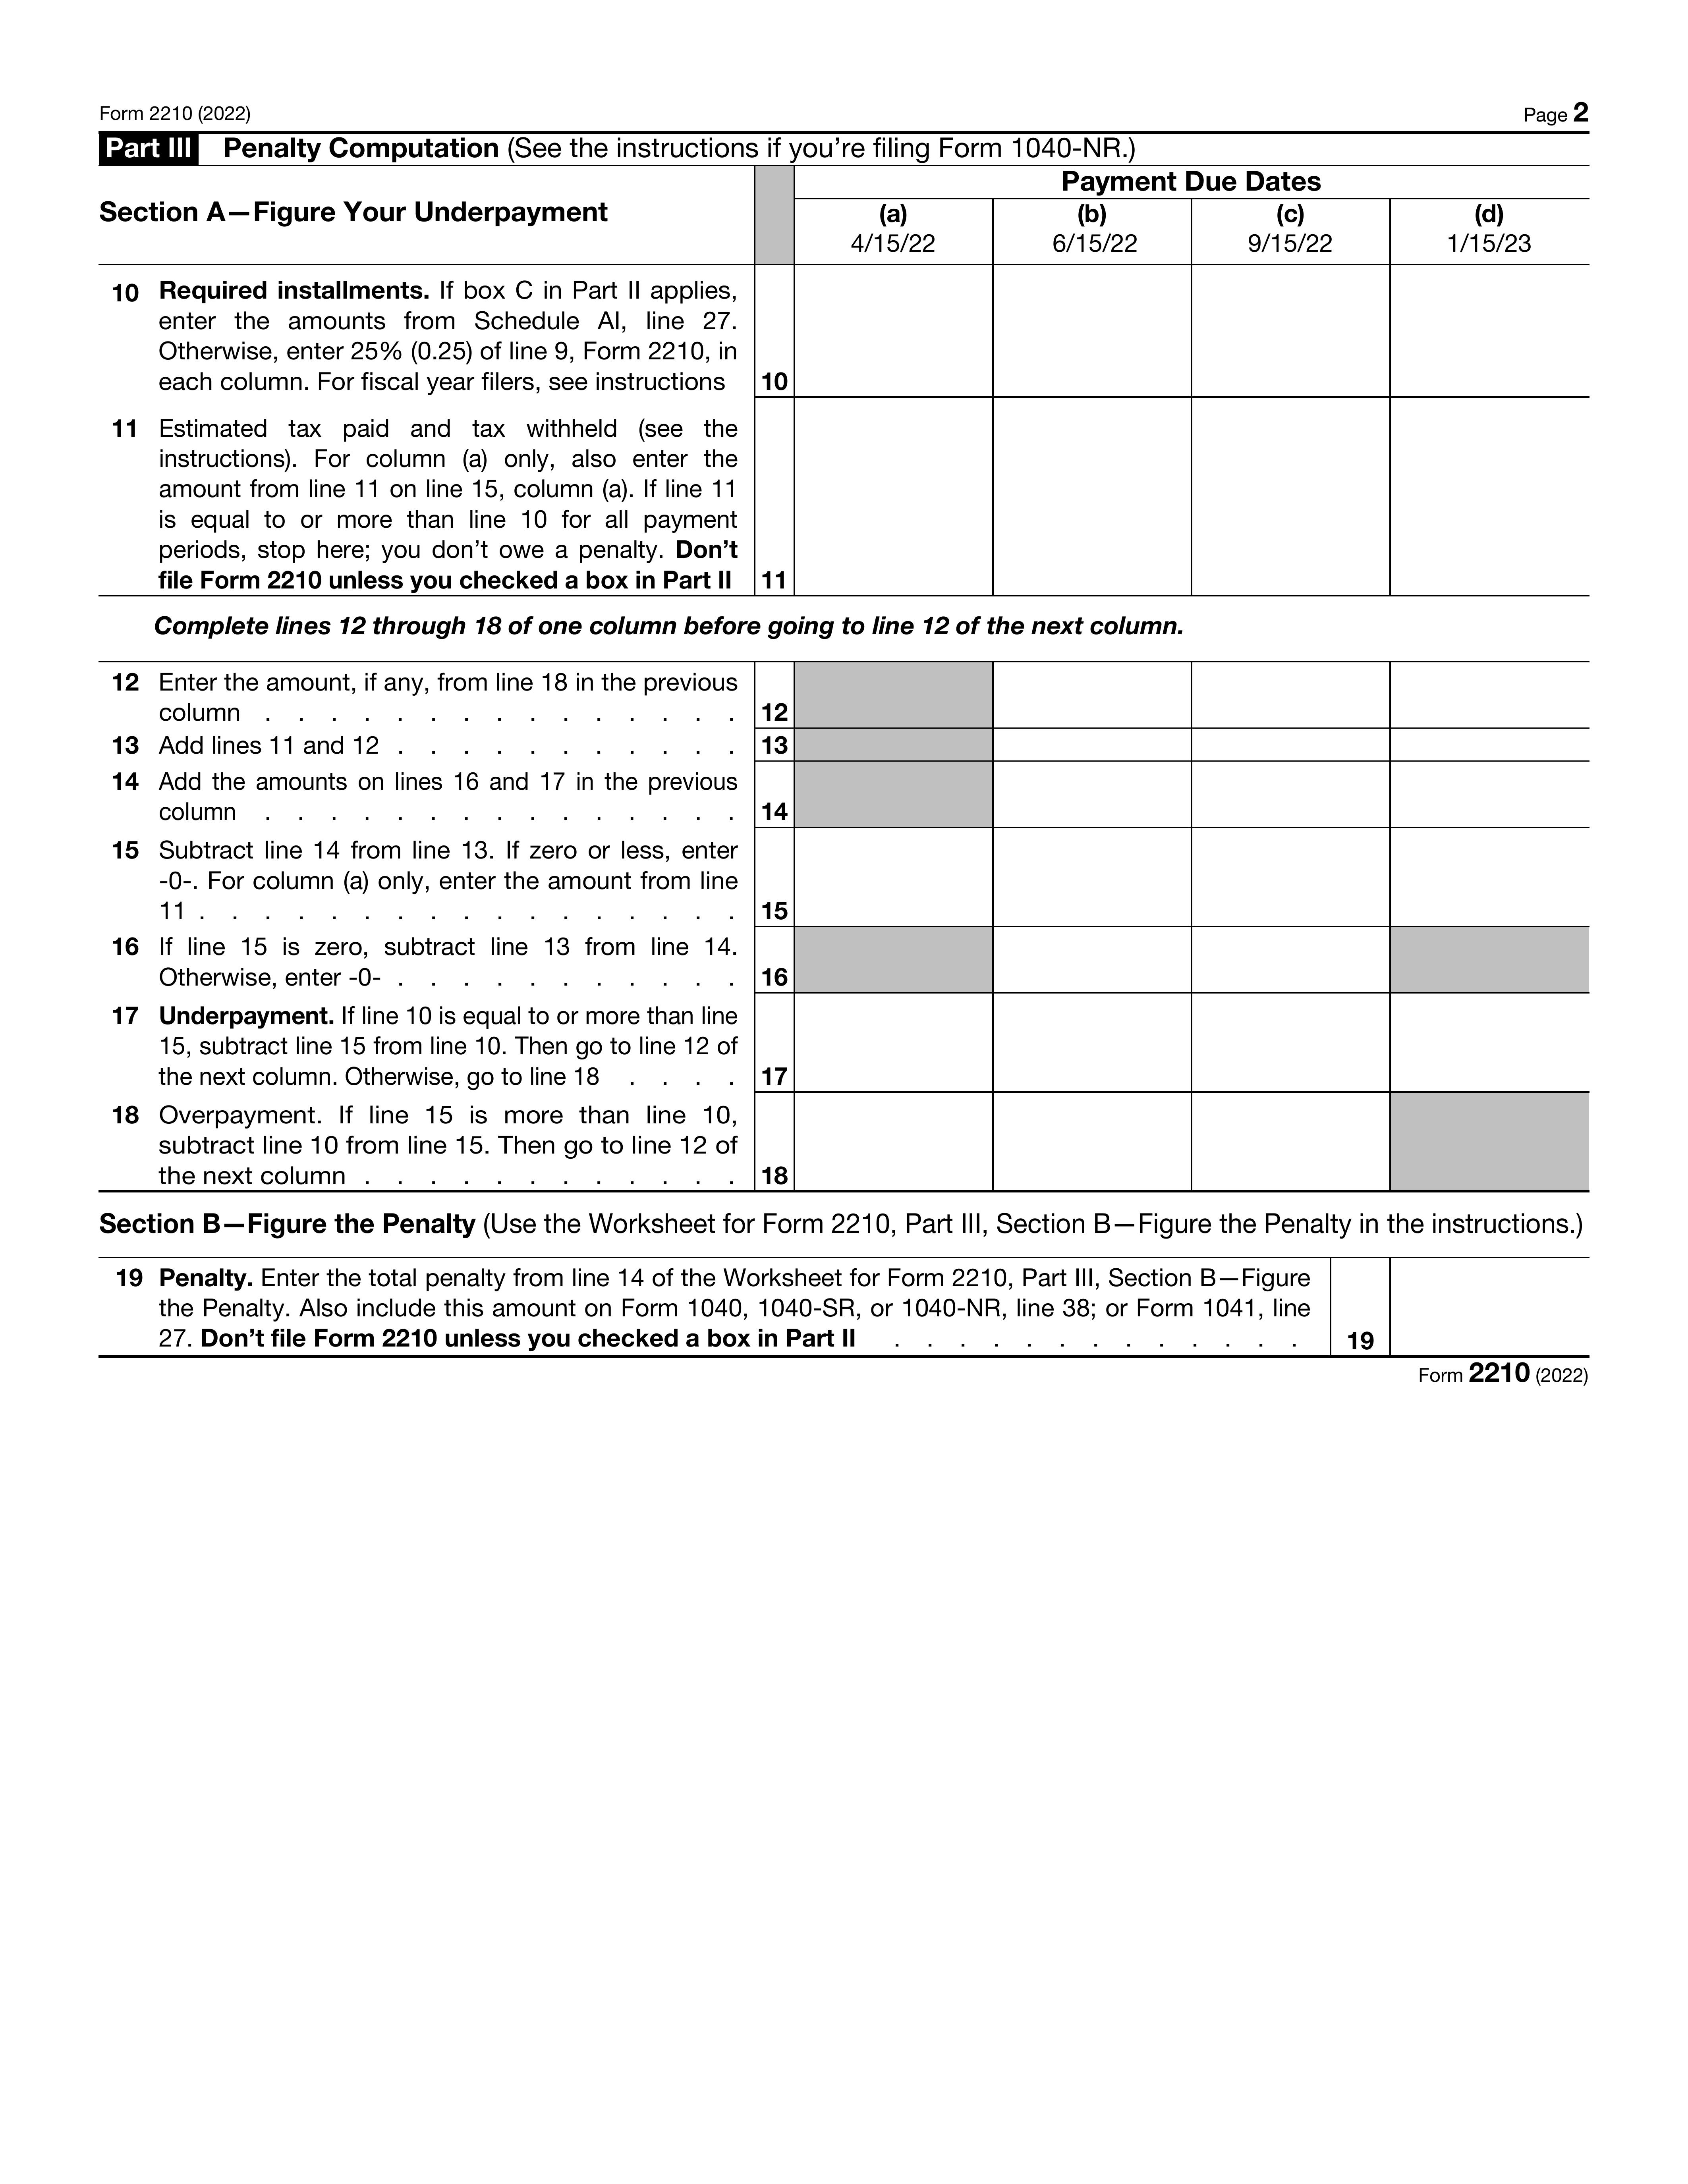 Form 2210 (2022)
Page 2
Part III Penalty Computation (See the instructions if you’re filing Form 1040-NR.)
Section A—Figure Your Underpayment
Payment Due Dates
(a) (b) (c) (d)
4/15/22 6/15/22 9/15/22 1/15/23
10 Required installments. If box C in Part II applies,
enter the amounts from Schedule AI, line 27.
Otherwise, enter 25% (0.25) of line 9, Form 2210, in
each column. For fiscal year filers, see instructions 10
11 Estimated tax paid and tax withheld (see the
instructions). For column (a) only, also enter the
amount from line 11 on line 15, column (a). If line 11
is equal to or more than line 10 for all payment
periods, stop here; you don’t owe a penalty. Don’t
file Form 2210 unless you checked a box in Part II 11
Complete lines 12 through 18 of one column before going to line 12 of the next column.
12 Enter the amount, if any, from line 18 in the previous
column . . . . . . . . . . . . . . . 12
13 Add lines 11 and 12 . . . . . . . . . . . 13
14 Add the amounts on lines 16 and 17 in the previous
column . . . . . . . . . . . . . . . 14
15 Subtract line 14 from line 13. If zero or less, enter
-0-. For column (a) only, enter the amount from line
11 . . . . . . . . . . . . . . . . . 15
16 If line 15 is zero, subtract line 13 from line 14.
Otherwise, enter -0- . . . . . . . . . . . 16
17 Underpayment. If line 10 is equal to or more than line
15, subtract line 15 from line 10. Then go to line 12 of
the next column. Otherwise, go to line 18 . . . . 17
18 Overpayment. If line 15 is more than line 10,
subtract line 10 from line 15. Then go to line 12 of
the next column . . . . . . . . . . . . 18
Section B—Figure the Penalty (Use the Worksheet for Form 2210, Part III, Section B—Figure the Penalty in the instructions.)
19 Penalty. Enter the total penalty from line 14 of the Worksheet for Form 2210, Part III, Section B—Figure
the Penalty. Also include this amount on Form 1040, 1040-SR, or 1040-NR, line 38; or Form 1041, line
27. Don’t file Form 2210 unless you checked a box in Part II . . . . . . . . . . . . . 19
Form 2210 (2022)